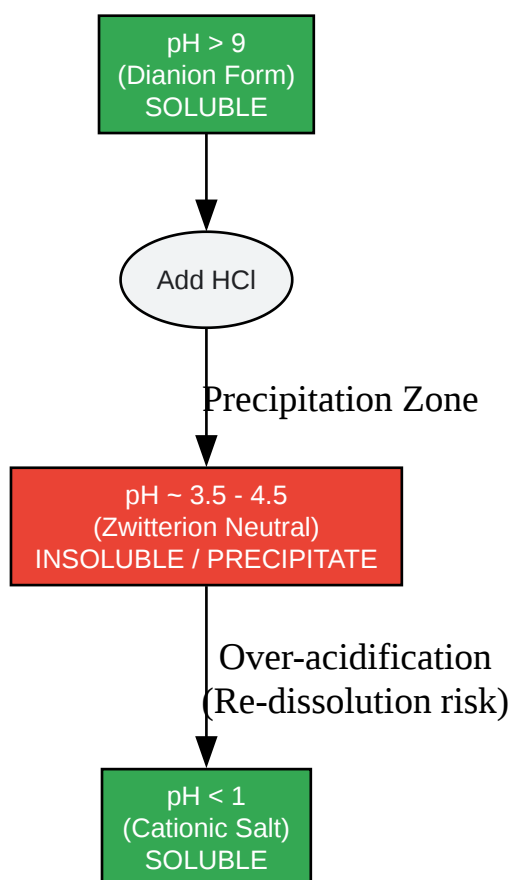 pH > 9
(Dianion Form)
SOLUBLE
Add HCl
Precipitation Zone
pH ~ 3.5 - 4.5
(Zwitterion Neutral)
INSOLUBLE / PRECIPITATE
Over-acidification
(Re-dissolution risk)
pH < 1
(Cationic Salt)
SOLUBLE